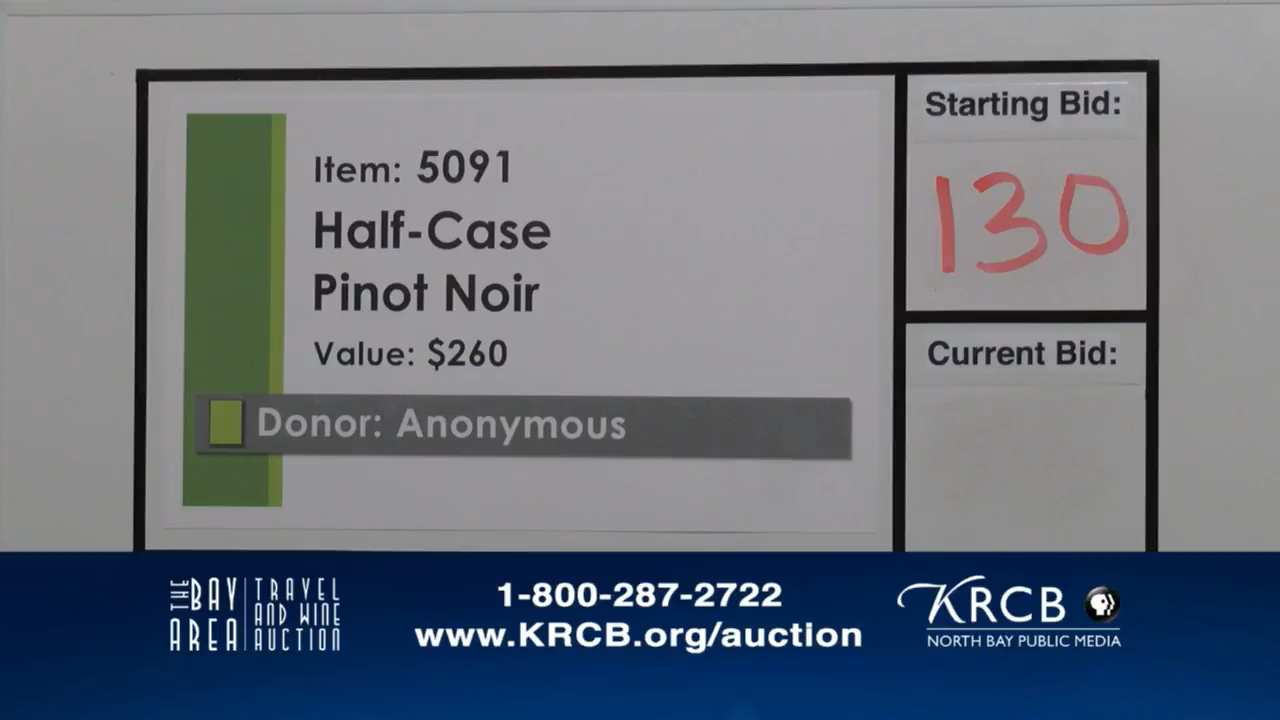 Item: 5091
Half-Case
Pinot Noir
Value: $260
Donor: Anonymous
Starting Bid:
130
Current Bid:
THE BAY AREA
TRAVEL
AND WINE
AUCTION
1-800-287-2722
www.KRCB.org/auction
KRCB
NORTH BAY PUBLIC MEDIA